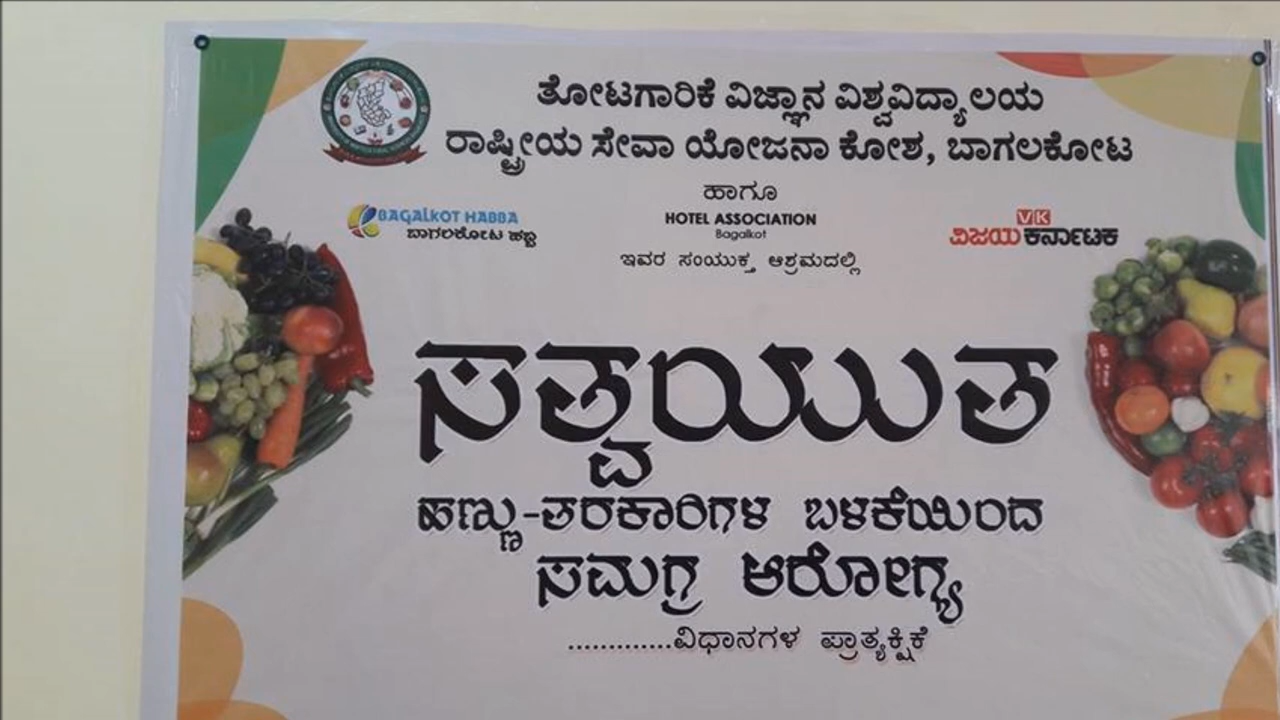 ತೋಟಗಾರಿಕೆ ವಿಜ್ಞಾನ ವಿಶ್ವವಿದ್ಯಾಲಯ
ರಾಷ್ಟ್ರೀಯ ಸೇವಾ ಯೋಜನಾ ಕೋಶ, ಬಾಗಲಕೋಟ
ಹಾಗೂ
BAGALKOT HABBA
ಬಾಗಲಕೋಟ ಹಬ್ಬ
HOTEL ASSOCIATION
Bagalkot
VK
ವಿಜಯ ಕರ್ನಾಟಕ
ಇವರ ಸಂಯುಕ್ತ ಆಶ್ರಮದಲ್ಲಿ
ಸತ್ವಯುತ
ಹಣ್ಣು-ತರಕಾರಿಗಳ ಬಳಕೆಯಿಂದ
ಸಮಗ್ರ ಆರೋಗ್ಯ
.............ವಿಧಾನಗಳ ಪ್ರಾತ್ಯಕ್ಷಿಕೆ